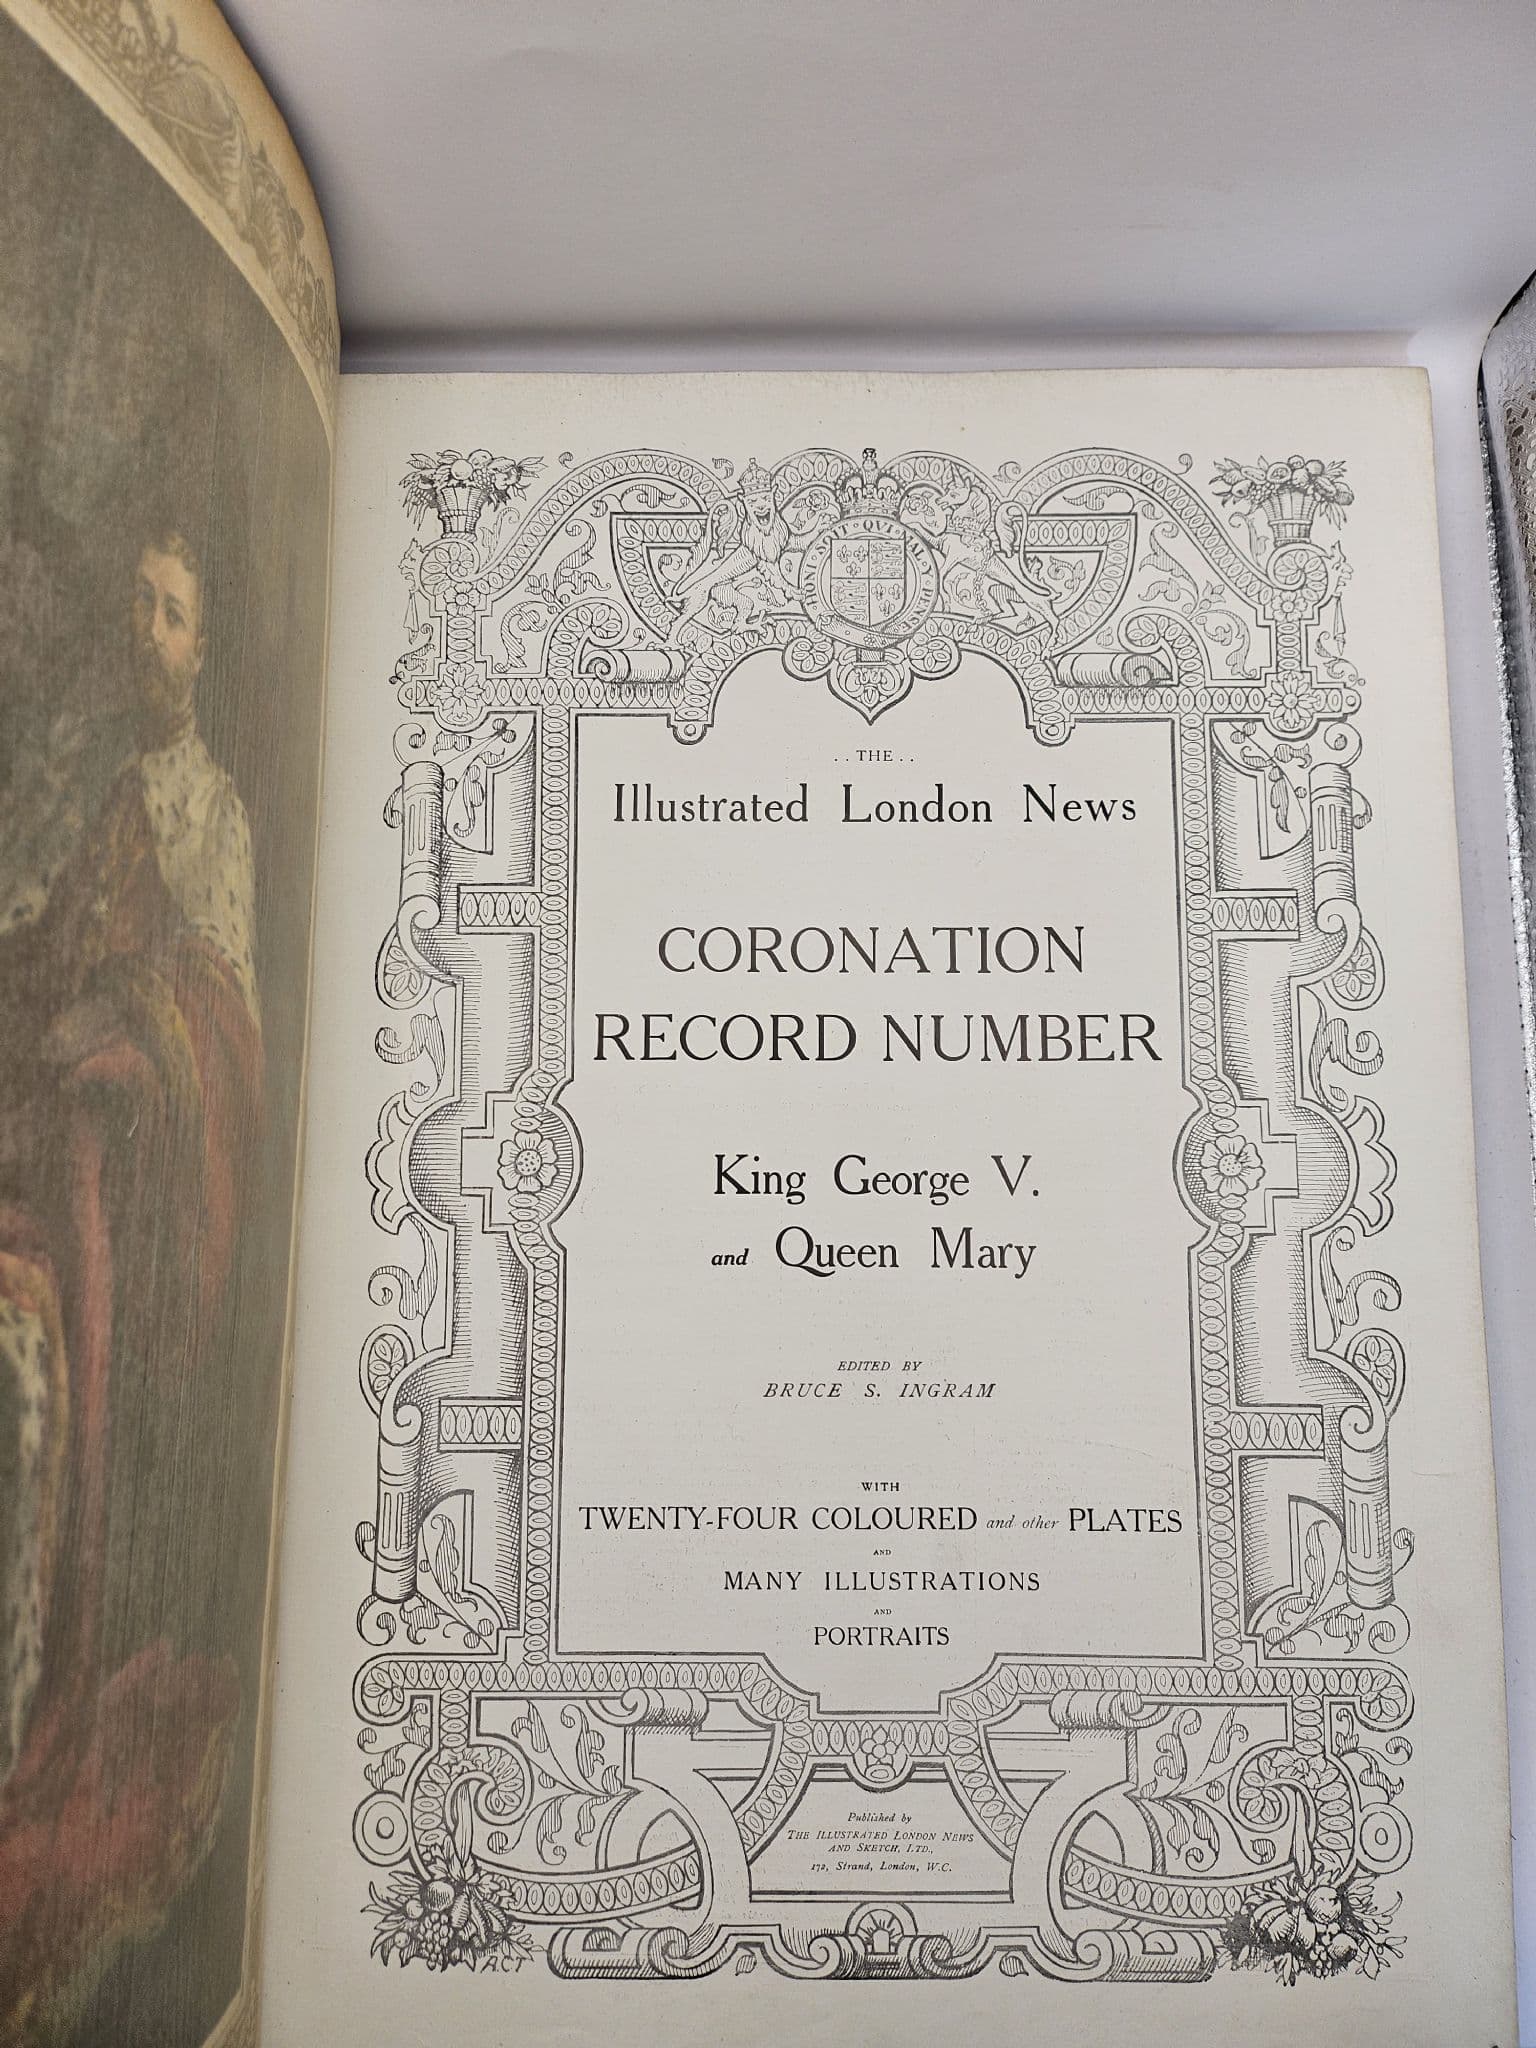 HONI · SOIT · QVI · MAL · Y · PENSE
. . THE . .
Illustrated London News
CORONATION
RECORD NUMBER
King George V.
and Queen Mary
EDITED BY
BRUCE S. INGRAM
WITH
TWENTY-FOUR COLOURED and other PLATES
AND
MANY ILLUSTRATIONS
AND
PORTRAITS
Published by
THE ILLUSTRATED LONDON NEWS
AND SKETCH, LTD.,
172, Strand, London, W.C.
A.C.T